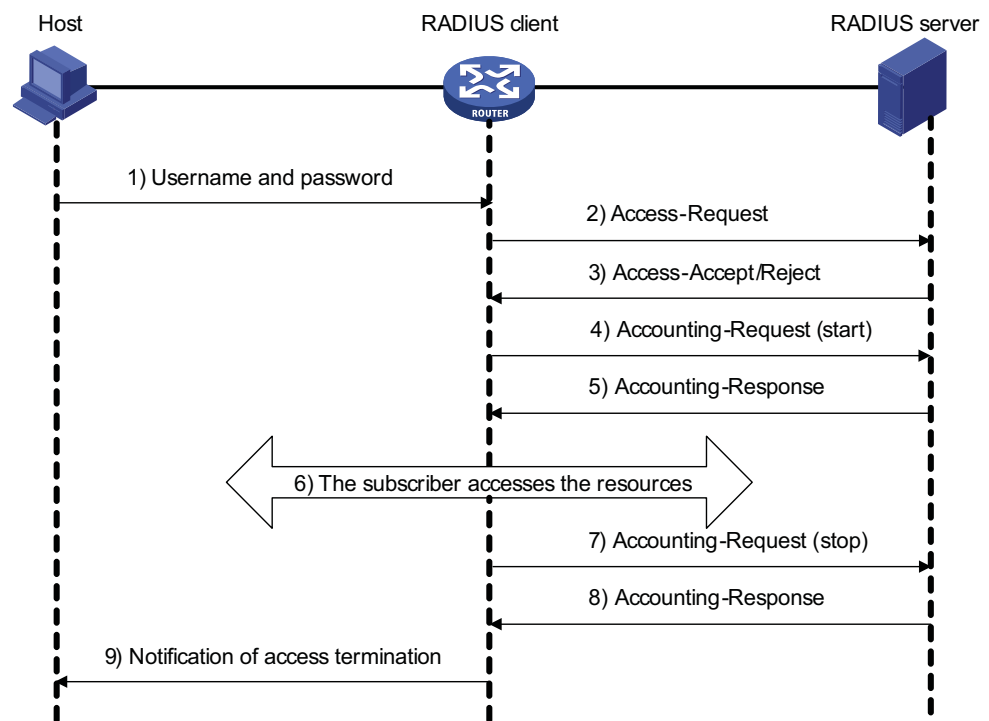 Host
RADIUS client
RADIUS server
ROUTER
1) Username and password
2) Access-Request
3) Access-Accept/Reject
4) Accounting-Request (start)
5) Accounting-Response
6) The subscriber accesses the resources
7) Accounting-Request (stop)
8) Accounting-Response
9) Notification of access termination